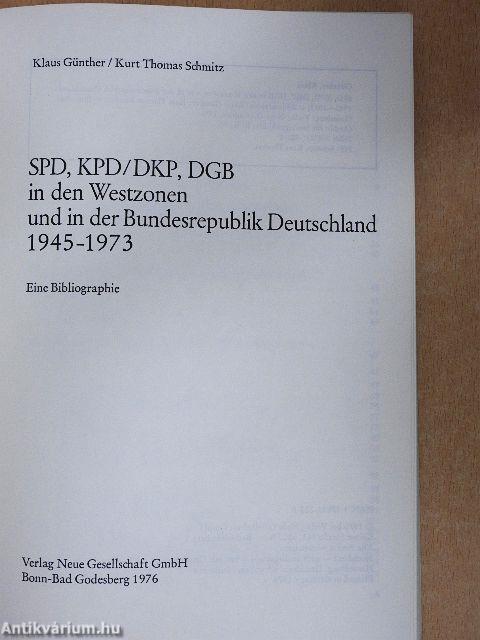 Klaus Günther / Kurt Thomas Schmitz
SPD, KPD/DKP, DGB
in den Westzonen
und in der Bundesrepublik Deutschland
1945-1973
Eine Bibliographie
Verlag Neue Gesellschaft GmbH
Bonn-Bad Godesberg 1976
Antikvárium.hu